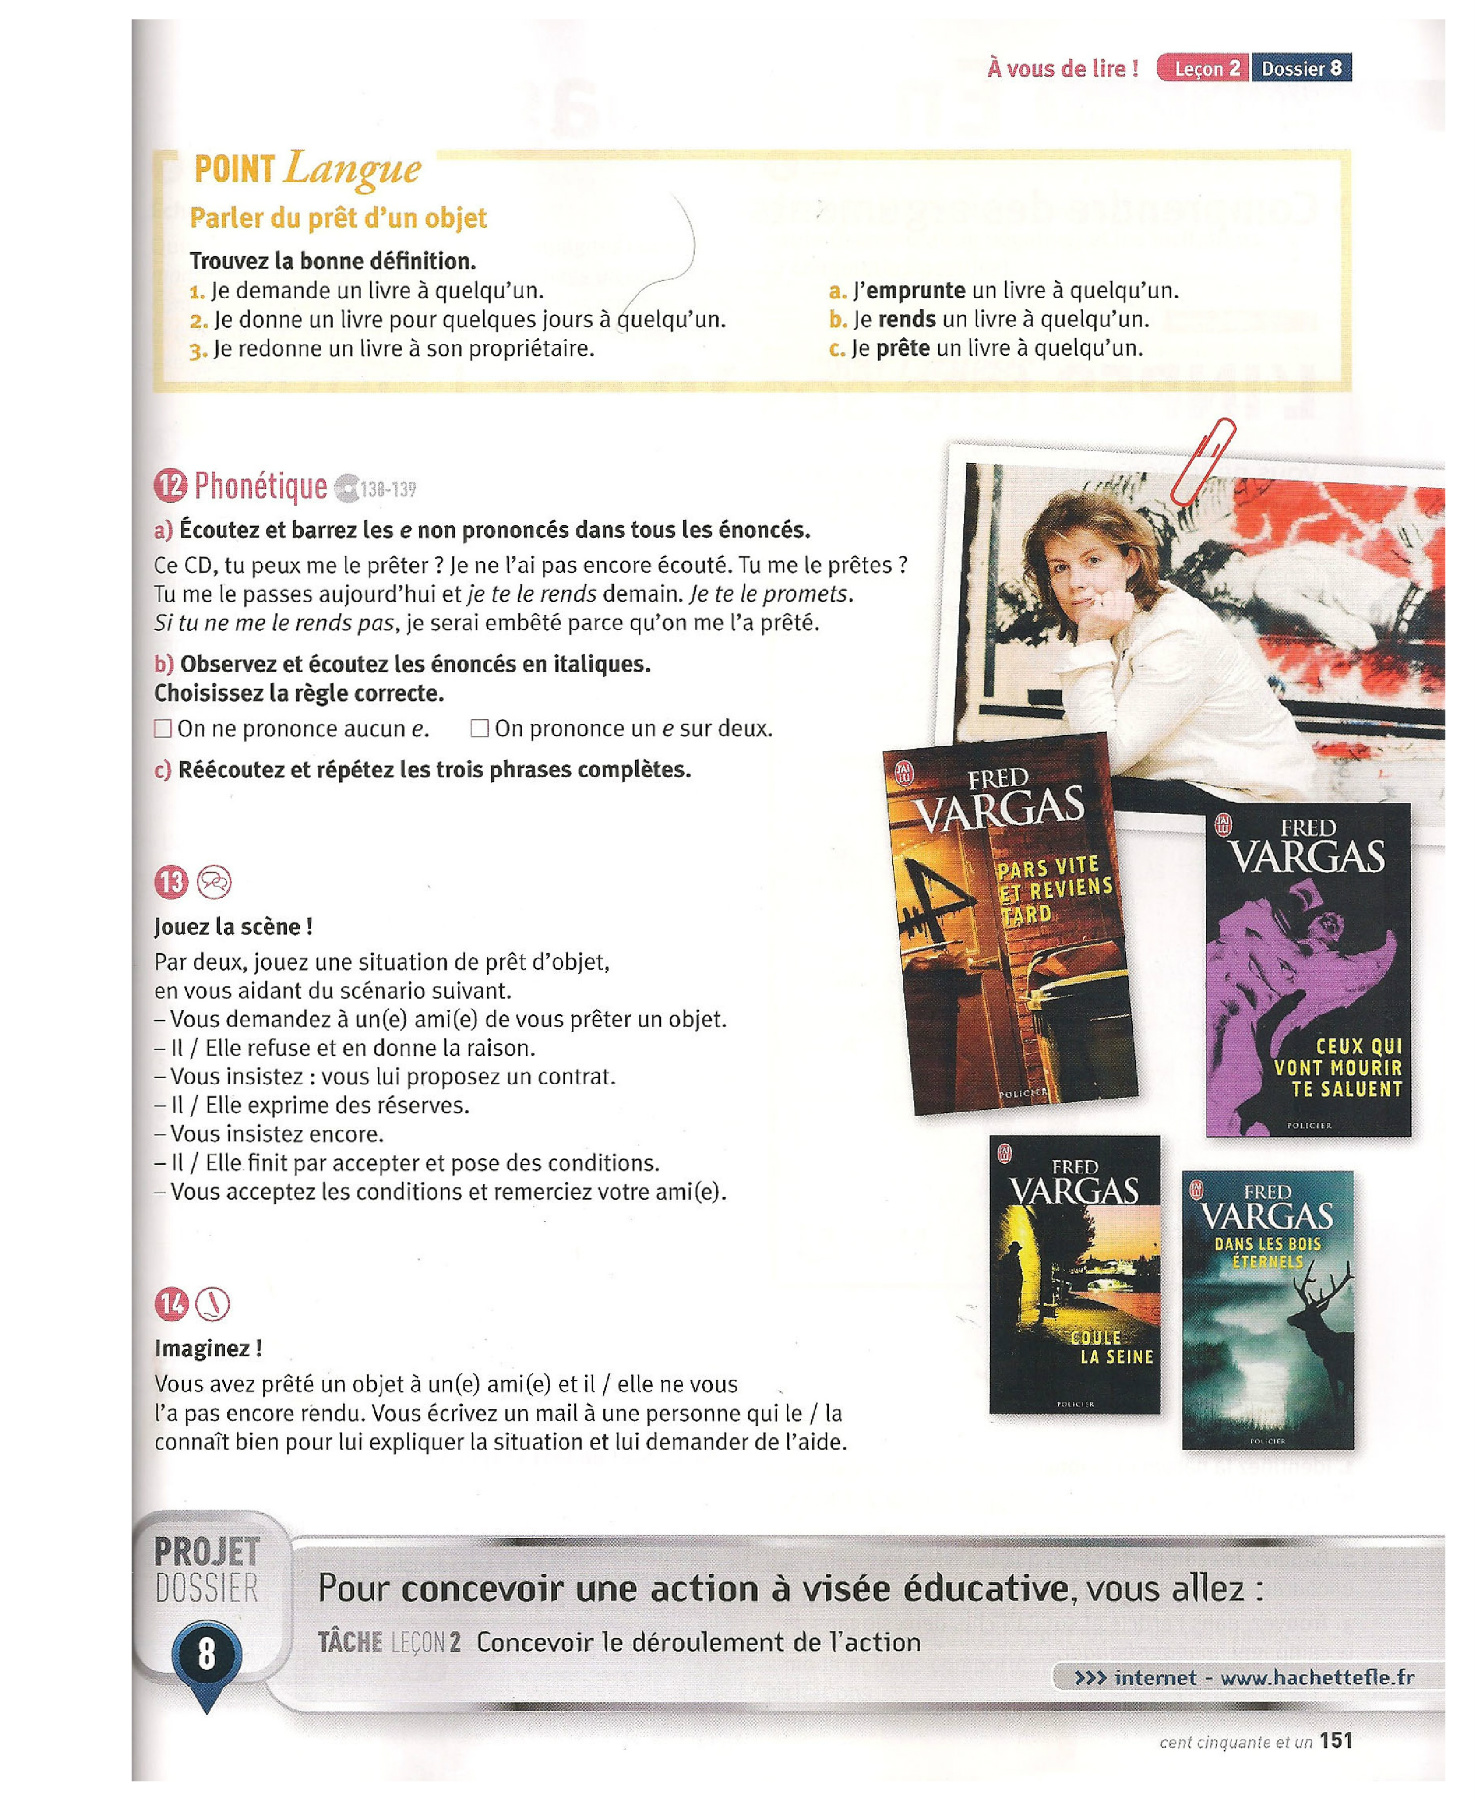 À vous de lire ! Leçon 2 Dossier 8
POINT Langue
Parler du prêt d'un objet
Trouvez la bonne définition.
1. Je demande un livre à quelqu'un.
2. Je donne un livre pour quelques jours à quelqu'un.
3. Je redonne un livre à son propriétaire.
a. J'emprunte un livre à quelqu'un.
b. Je rends un livre à quelqu'un.
c. Je prête un livre à quelqu'un.
12 Phonétique 138-139
a) Écoutez et barrez les e non prononcés dans tous les énoncés.
Ce CD, tu peux me le prêter ? Je ne l'ai pas encore écouté. Tu me le prêtes ?
Tu me le passes aujourd'hui et je te le rends demain. Je te le promets.
Si tu ne me le rends pas, je serai embêté parce qu'on me l'a prêté.
b) Observez et écoutez les énoncés en italiques.
Choisissez la règle correcte.
On ne prononce aucun e. On prononce un e sur deux.
c) Réécoutez et répétez les trois phrases complètes.
13
Jouez la scène !
Par deux, jouez une situation de prêt d'objet,
en vous aidant du scénario suivant.
– Vous demandez à un(e) ami(e) de vous prêter un objet.
– Il / Elle refuse et en donne la raison.
– Vous insistez : vous lui proposez un contrat.
– Il / Elle exprime des réserves.
– Vous insistez encore.
– Il / Elle finit par accepter et pose des conditions.
– Vous acceptez les conditions et remerciez votre ami(e).
14
Imaginez !
Vous avez prêté un objet à un(e) ami(e) et il / elle ne vous
l'a pas encore rendu. Vous écrivez un mail à une personne qui le / la
connaît bien pour lui expliquer la situation et lui demander de l'aide.
J'AI
LU
FRED
VARGAS
PARS VITE
ET REVIENS
TARD
POLICIER
J'AI
LU
FRED
VARGAS
CEUX QUI
VONT MOURIR
TE SALUENT
POLICIER
J'AI
LU
FRED
VARGAS
COULE
LA SEINE
POLICIER
J'AI
LU
FRED
VARGAS
DANS LES BOIS
ÉTERNELS
POLICIER
PROJET
DOSSIER
8
Pour concevoir une action à visée éducative, vous allez :
TÂCHE LEÇON 2 Concevoir le déroulement de l'action
>>> internet - www.hachettefle.fr
cent cinquante et un 151